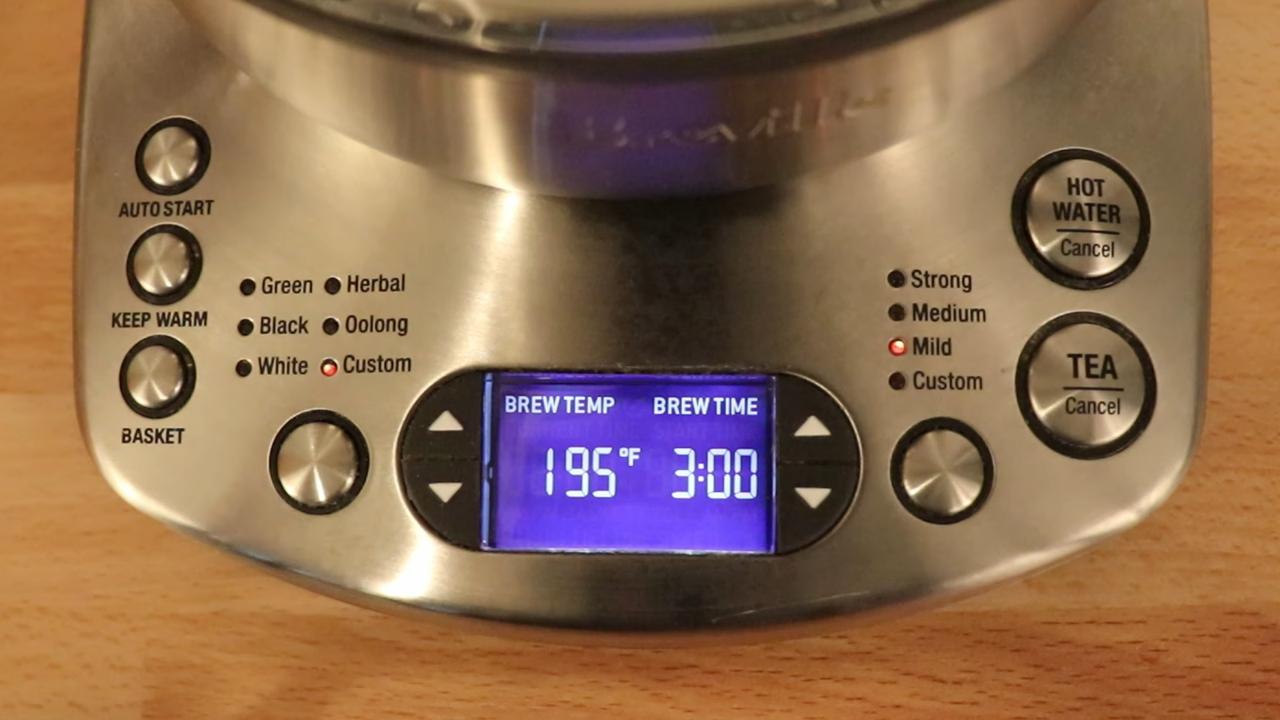 AUTO START
KEEP WARM
BASKET
Green Herbal
Black Oolong
White Custom
BREW TEMP BREW TIME
195°F 3:00
Strong
Medium
Mild
Custom
HOT
WATER
Cancel
TEA
Cancel